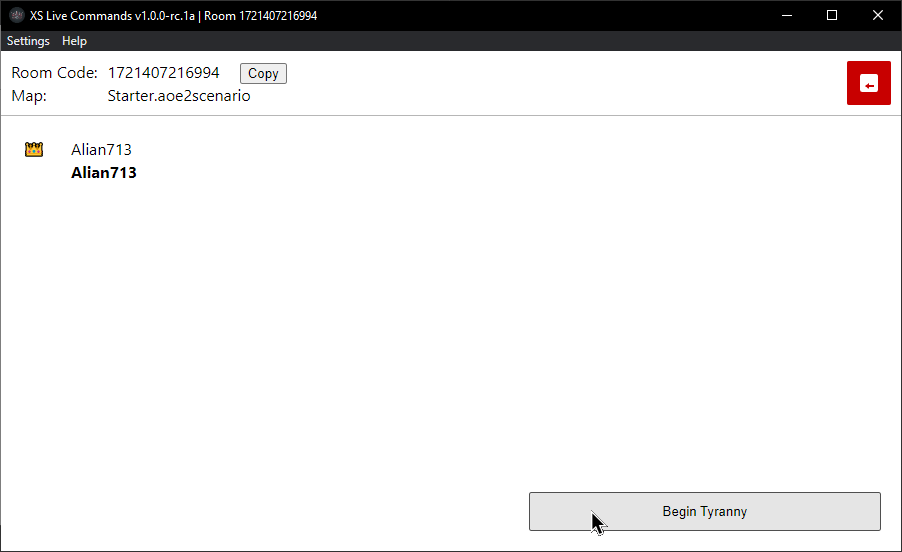 XS Live Commands v1.0.0-rc.1a | Room 1721407216994
Settings Help
Room Code: 1721407216994 Copy
Map: Starter.aoe2scenario
Alian713
Alian713
Begin Tyranny